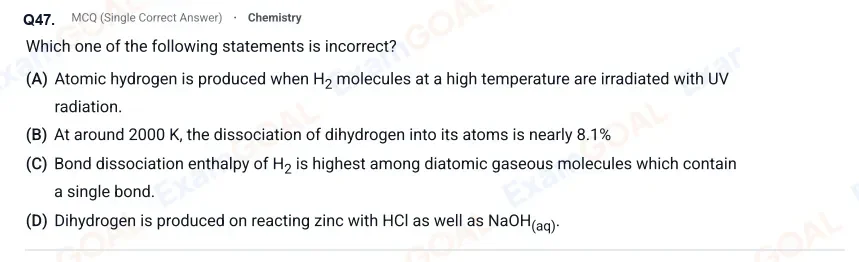 Q47. MCQ (Single Correct Answer) · Chemistry
Which one of the following statements is incorrect?
(A) Atomic hydrogen is produced when H₂ molecules at a high temperature are irradiated with UV
radiation.
(B) At around 2000 K, the dissociation of dihydrogen into its atoms is nearly 8.1%
(C) Bond dissociation enthalpy of H₂ is highest among diatomic gaseous molecules which contain
a single bond.
(D) Dihydrogen is produced on reacting zinc with HCl as well as NaOH(aq).